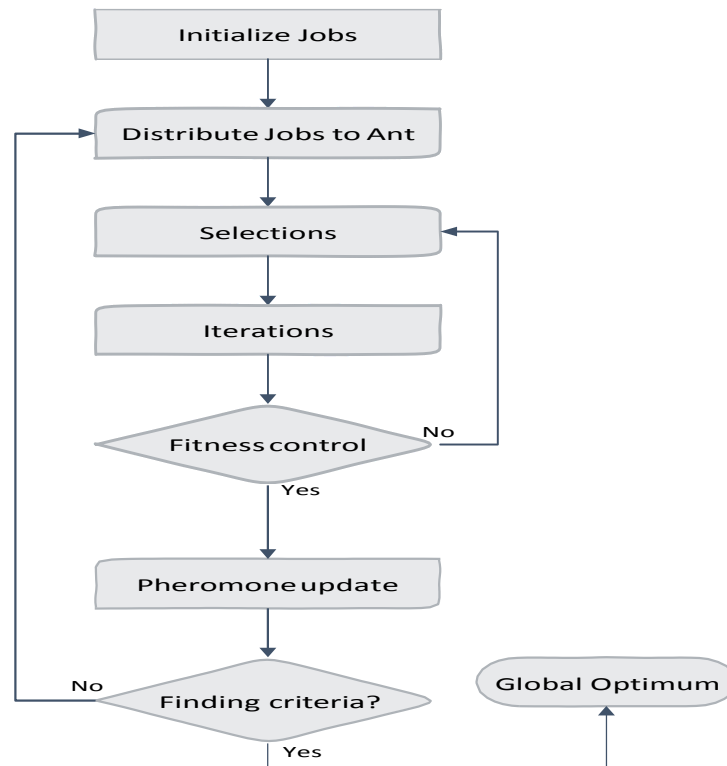 Initialize Jobs
Distribute Jobs to Ant
Selections
Iterations
Fitness control
No
Yes
Pheromone update
No
Finding criteria?
Global Optimum
Yes